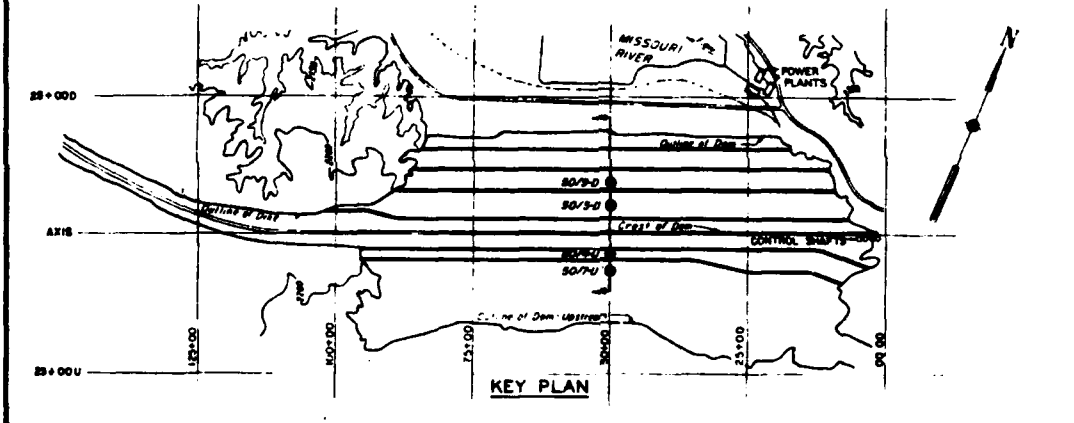 MISSOURI
RIVER
N
POWER
PLANTS
25+00D
Outline of Dam
50/9-D
50/3-D
Outline of Dike
Crest of Dam
AXIS
CONTROL SHAFTS
50/7-U
2200
Outline of Dam Upstream
125+00
100+00
75+00
50+00
25+00
00+00
25+00U
KEY PLAN